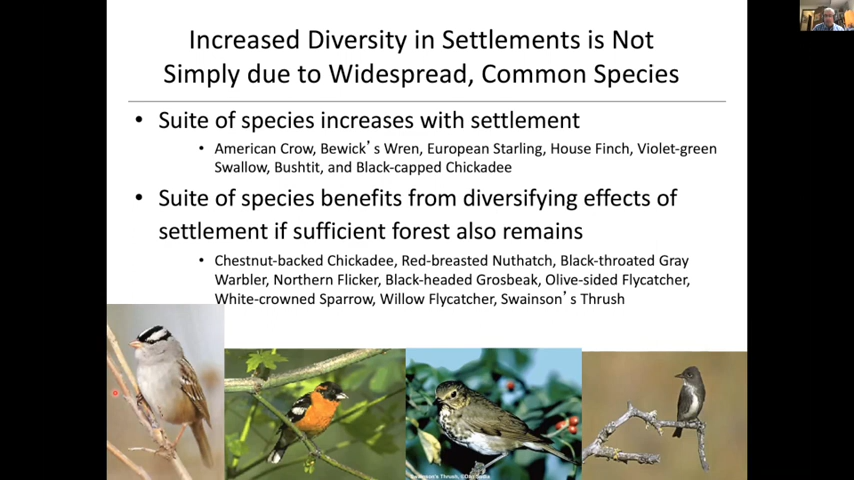 Increased Diversity in Settlements is Not
Simply due to Widespread, Common Species
• Suite of species increases with settlement
• American Crow, Bewick’s Wren, European Starling, House Finch, Violet-green
Swallow, Bushtit, and Black-capped Chickadee
• Suite of species benefits from diversifying effects of
settlement if sufficient forest also remains
• Chestnut-backed Chickadee, Red-breasted Nuthatch, Black-throated Gray
Warbler, Northern Flicker, Black-headed Grosbeak, Olive-sided Flycatcher,
White-crowned Sparrow, Willow Flycatcher, Swainson’s Thrush
Swainson's Thrush, ©